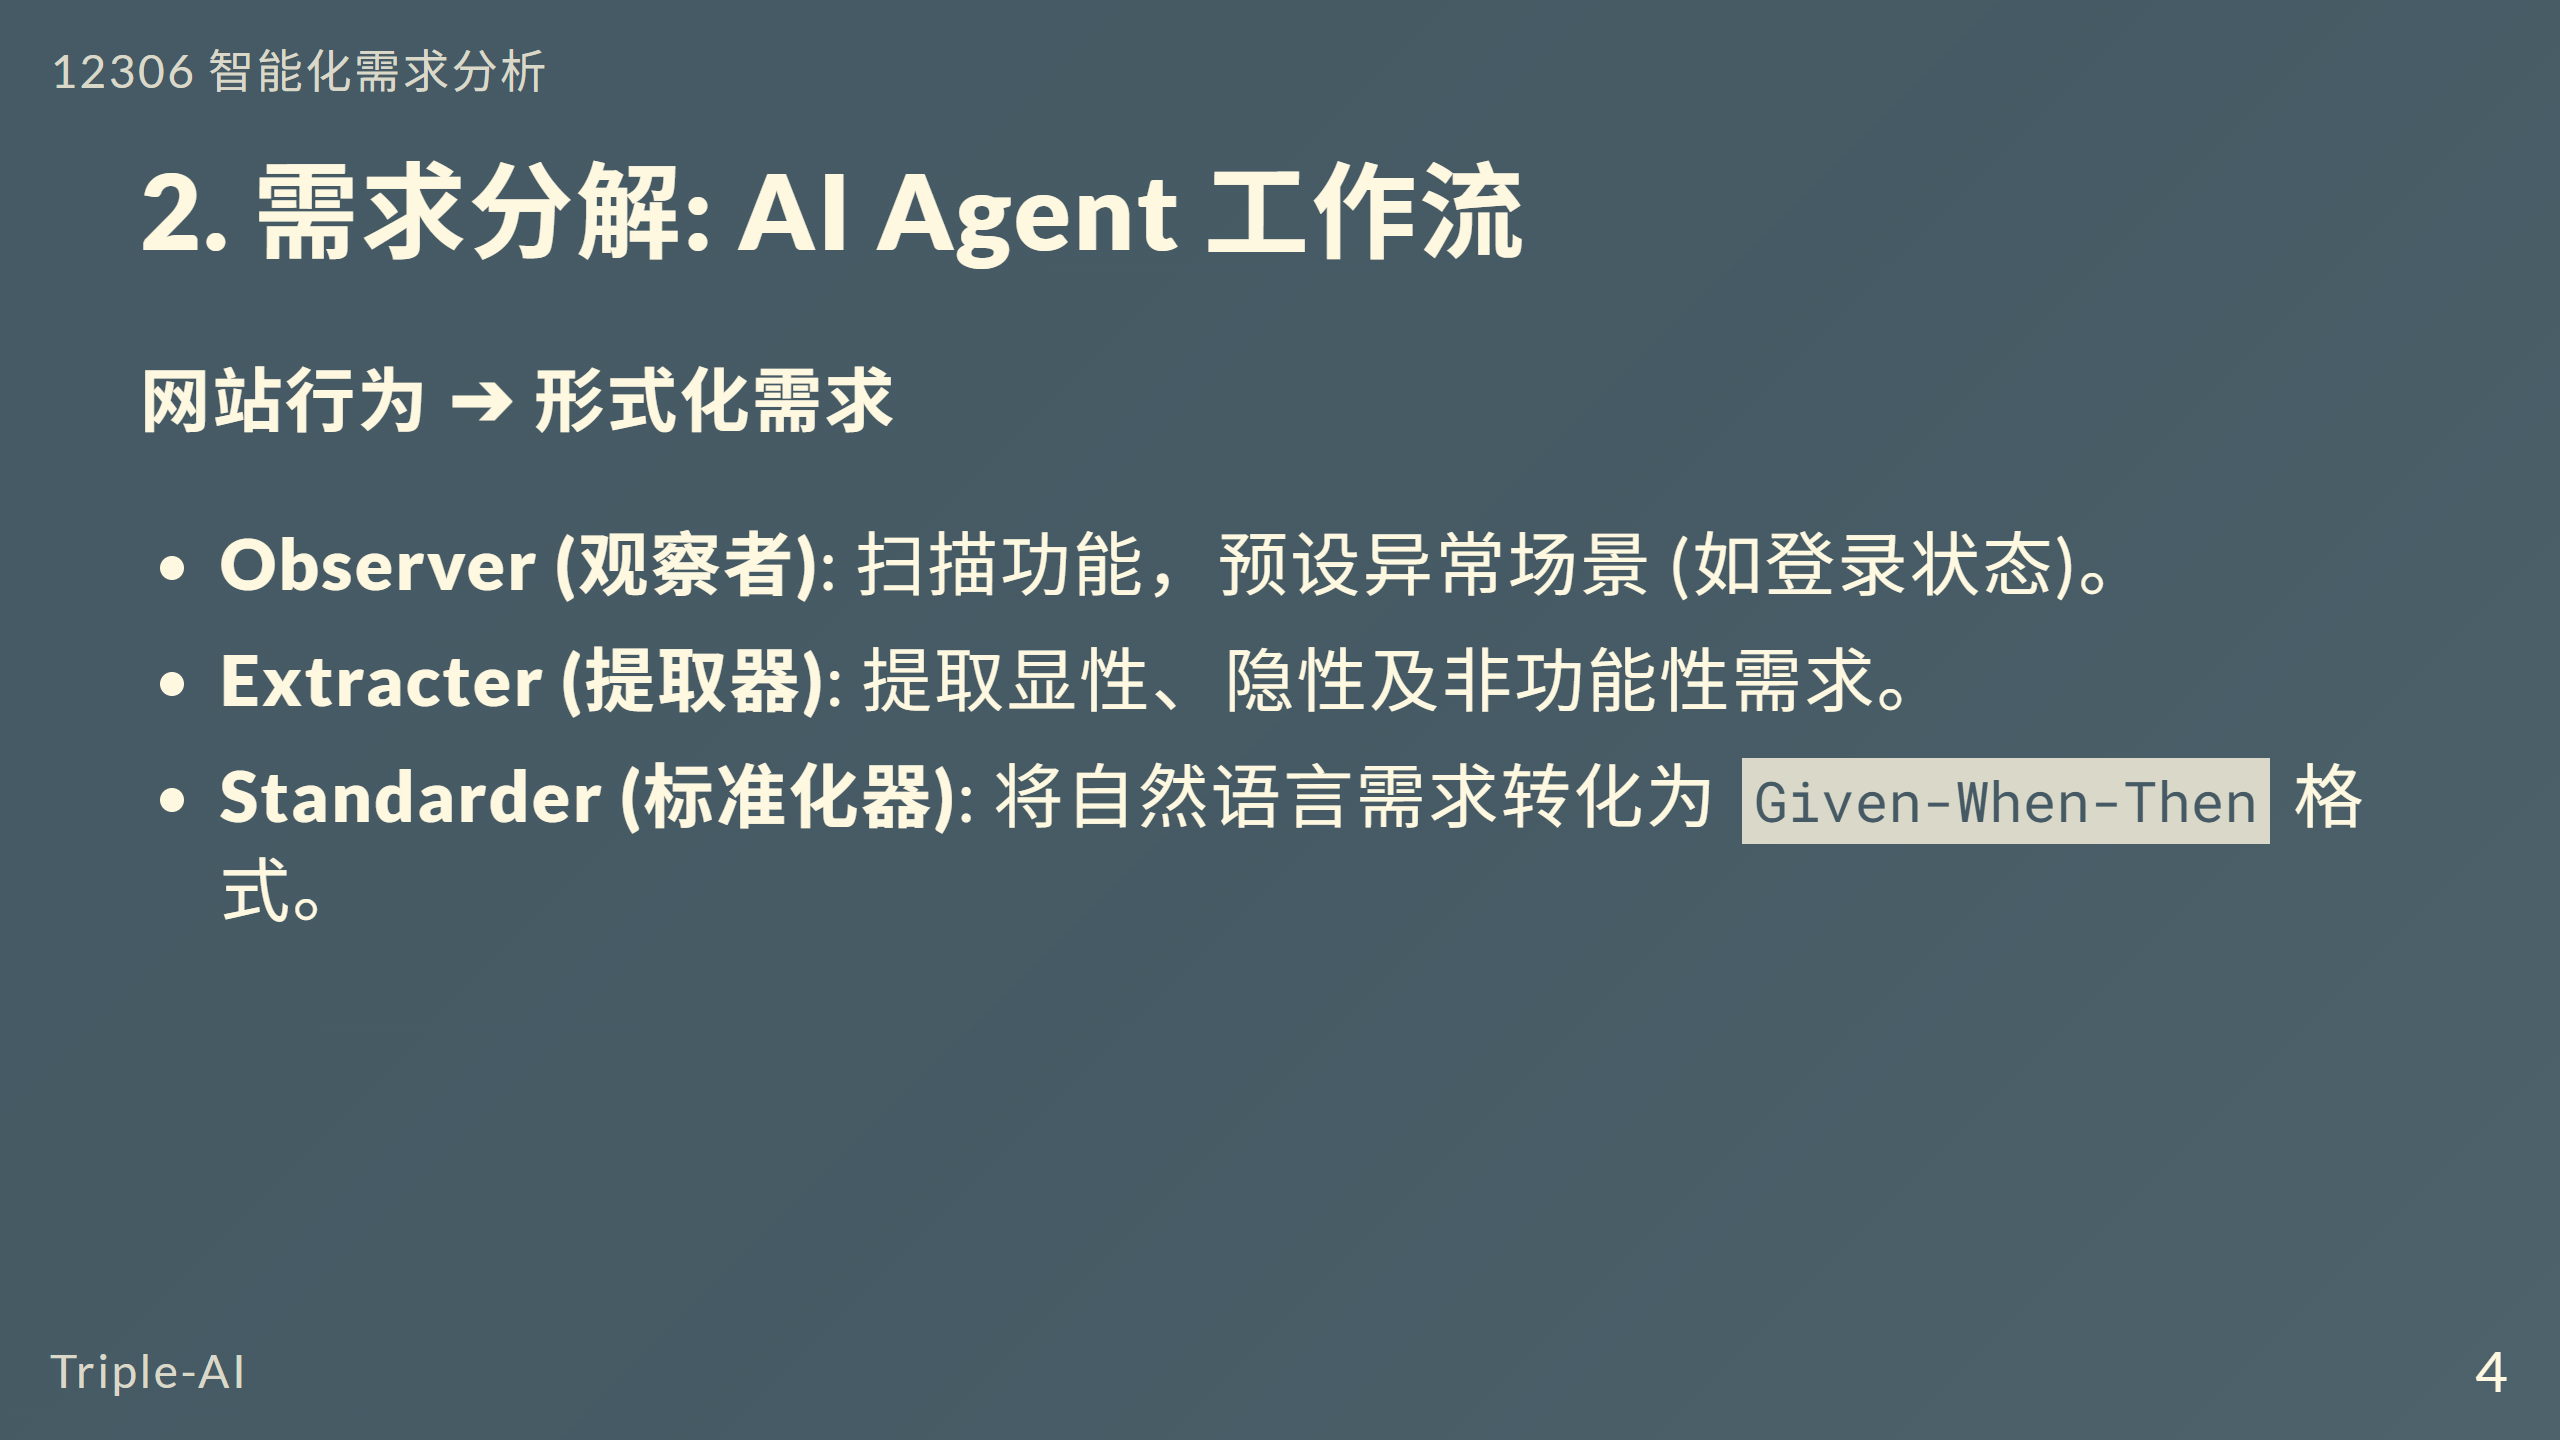 12306 智能化需求分析
2. 需求分解: AI Agent 工作流
网站行为 ➔ 形式化需求
• Observer (观察者): 扫描功能，预设异常场景 (如登录状态)。
• Extracter (提取器): 提取显性、隐性及非功能性需求。
• Standarder (标准化器): 将自然语言需求转化为 Given-When-Then 格
式。
Triple-AI
4